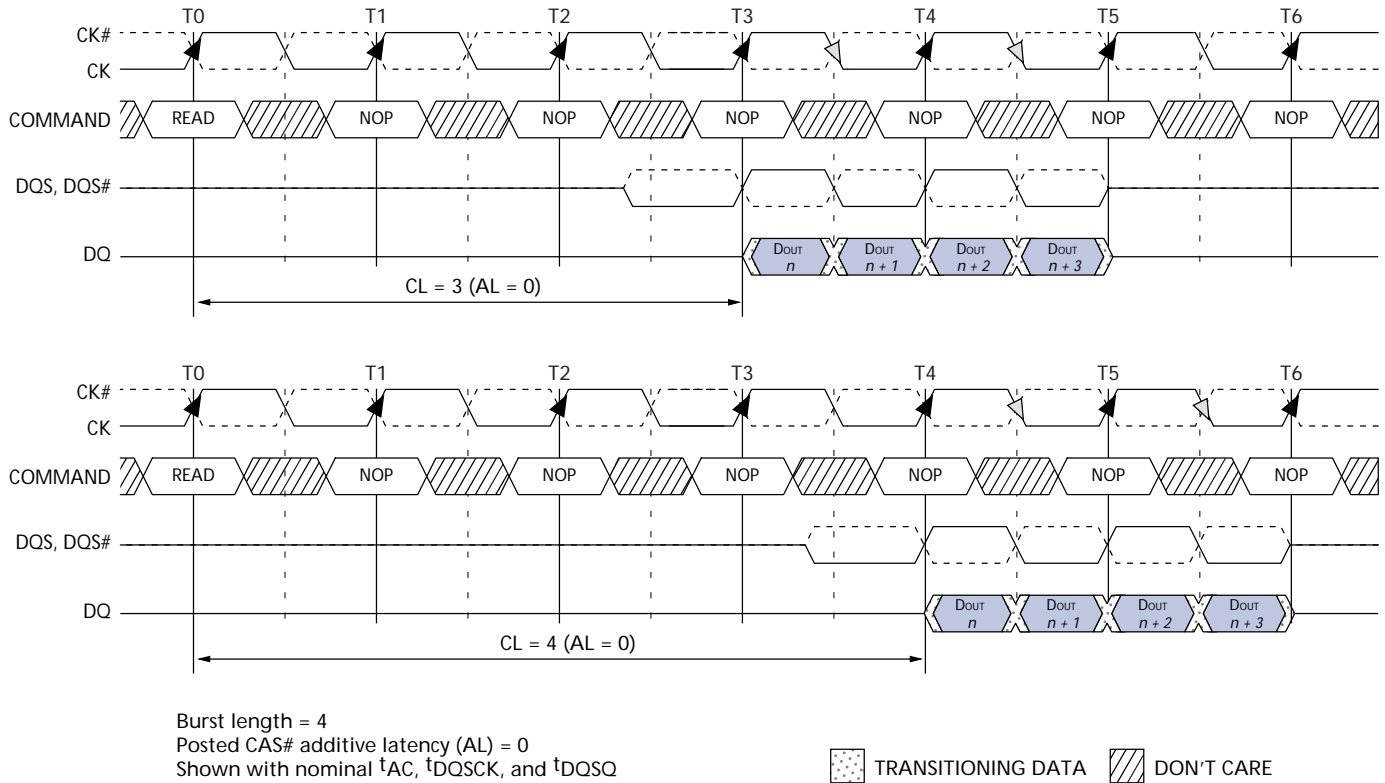 T0 T1 T2 T3 T4 T5 T6
CK#
CK
COMMAND READ NOP NOP NOP NOP NOP NOP
DQS, DQS#
DQ DOUT n DOUT n + 1 DOUT n + 2 DOUT n + 3
CL = 3 (AL = 0)
T0 T1 T2 T3 T4 T5 T6
CK#
CK
COMMAND READ NOP NOP NOP NOP NOP NOP
DQS, DQS#
DQ DOUT n DOUT n + 1 DOUT n + 2 DOUT n + 3
CL = 4 (AL = 0)
Burst length = 4
Posted CAS# additive latency (AL) = 0
Shown with nominal tAC, tDQSCK, and tDQSQ
TRANSITIONING DATA DON'T CARE